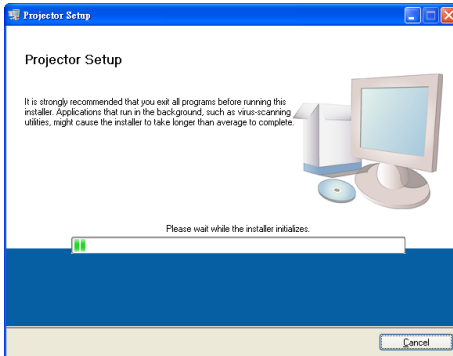 Projector Setup
Projector Setup
It is strongly recommended that you exit all programs before running this
installer. Applications that run in the background, such as virus-scanning
utilities, might cause the installer to take longer than average to complete.
Please wait while the installer initializes.
Cancel